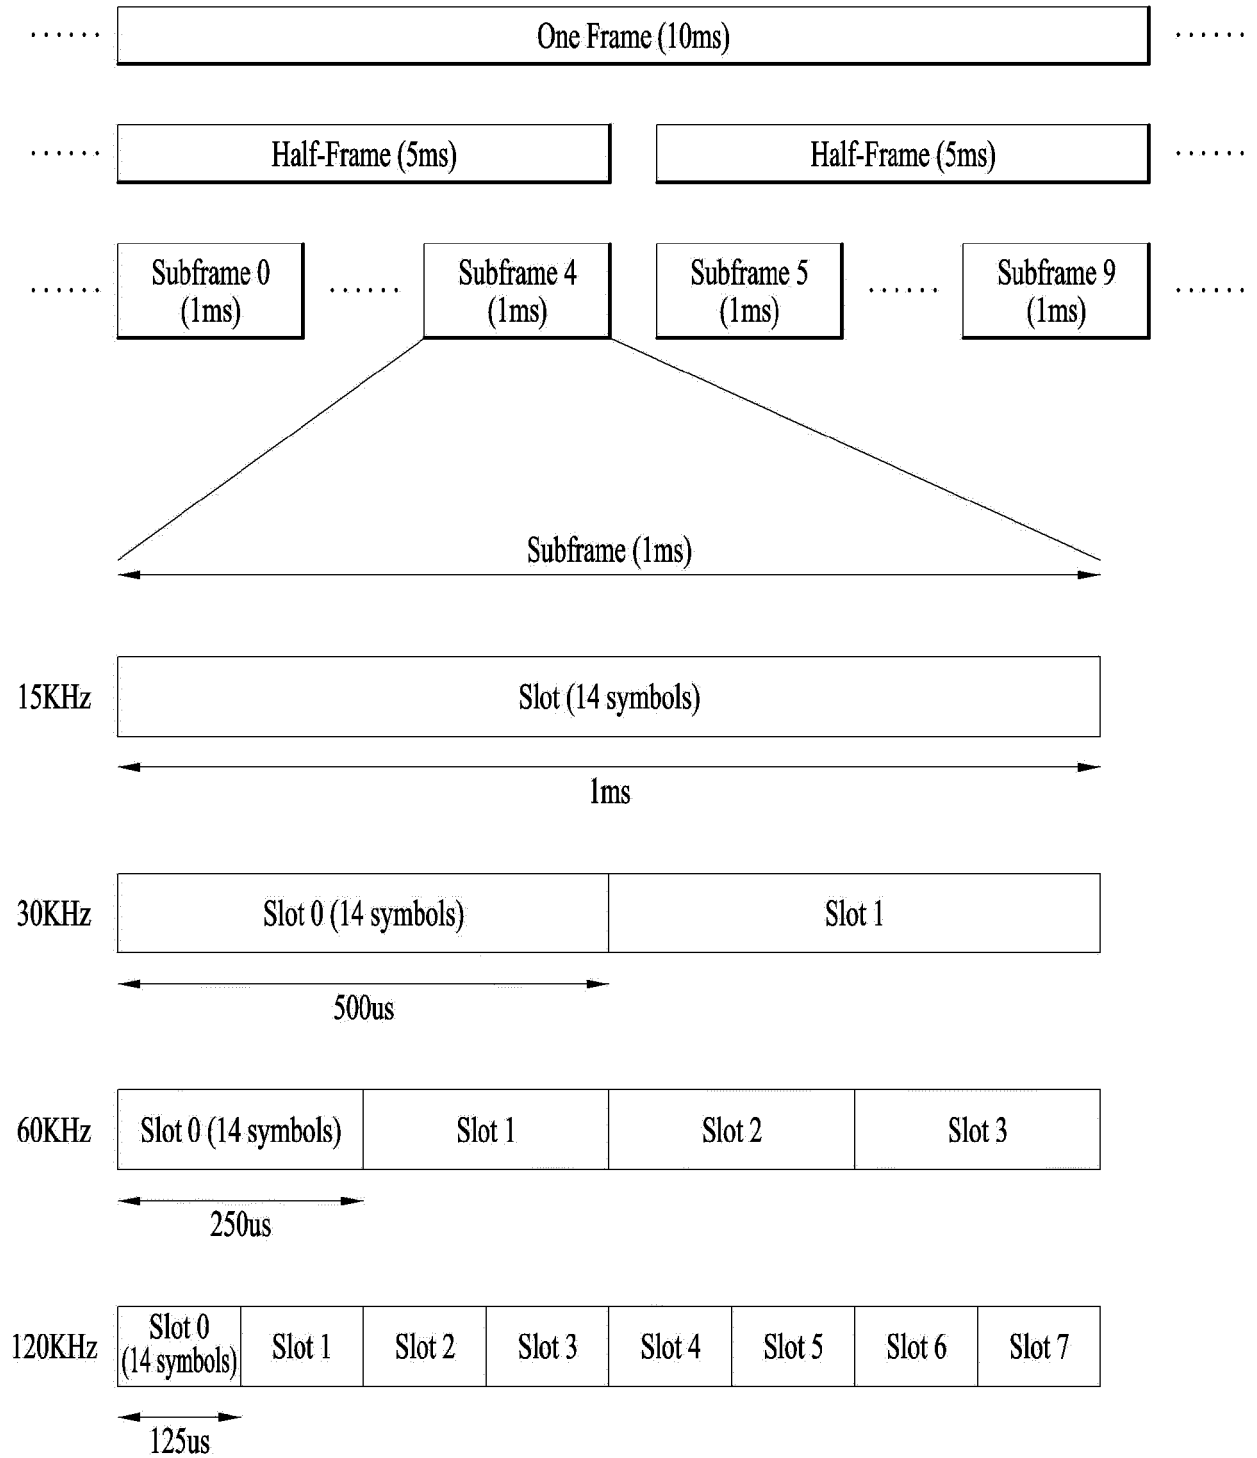 One Frame (10ms)
Half-Frame (5ms)
Half-Frame (5ms)
Subframe 0
(1ms)
Subframe 4
(1ms)
Subframe 5
(1ms)
Subframe 9
(1ms)
Subframe (1ms)
15KHz
Slot (14 symbols)
1ms
30KHz
Slot 0 (14 symbols)
Slot 1
500us
60KHz
Slot 0 (14 symbols)
Slot 1
Slot 2
Slot 3
250us
120KHz
Slot 0
(14 symbols)
Slot 1
Slot 2
Slot 3
Slot 4
Slot 5
Slot 6
Slot 7
125us